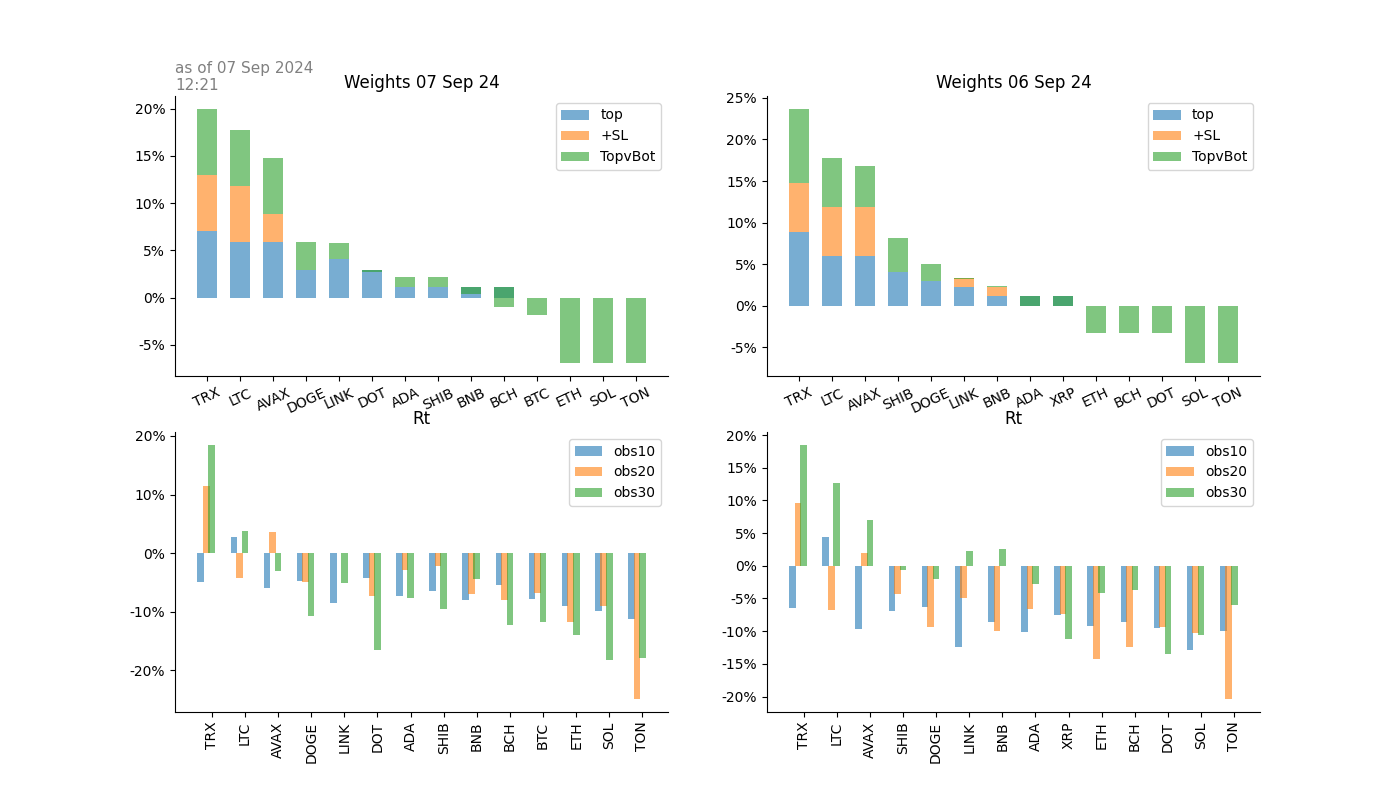 as of 07 Sep 2024
12:21
Weights 07 Sep 24
20%
15%
10%
5%
0%
-5%
top
+SL
TopvBot
TRX LTC AVAX DOGE LINK DOT ADA SHIB BNB BCH BTC ETH SOL TON
Weights 06 Sep 24
25%
20%
15%
10%
5%
0%
-5%
top
+SL
TopvBot
TRX LTC AVAX SHIB DOGE LINK BNB ADA XRP ETH BCH DOT SOL TON
Rt
20%
10%
0%
-10%
-20%
obs10
obs20
obs30
TRX LTC AVAX DOGE LINK DOT ADA SHIB BNB BCH BTC ETH SOL TON
Rt
20%
15%
10%
5%
0%
-5%
-10%
-15%
-20%
obs10
obs20
obs30
TRX LTC AVAX SHIB DOGE LINK BNB ADA XRP ETH BCH DOT SOL TON